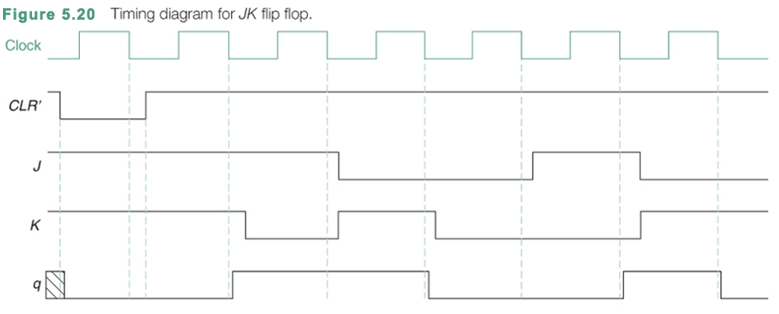 Figure 5.20 Timing diagram for JK flip flop.
Clock
CLR'
J
K
q